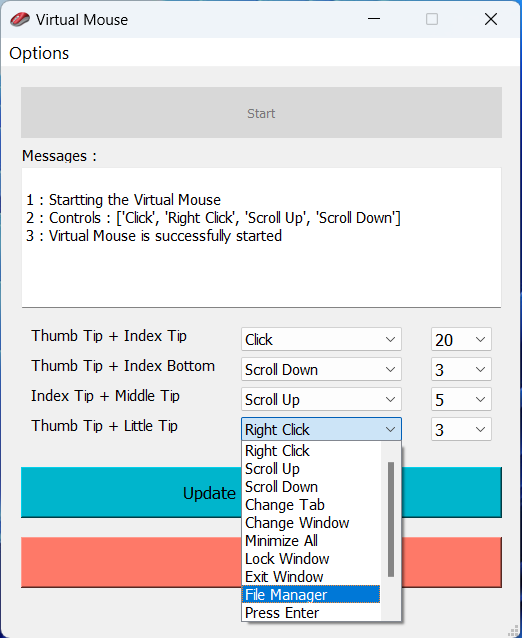 Virtual Mouse
Options
Start
Messages :
1 : Startting the Virtual Mouse
2 : Controls : ['Click', 'Right Click', 'Scroll Up', 'Scroll Down']
3 : Virtual Mouse is successfully started
Thumb Tip + Index Tip Click 20
Thumb Tip + Index Bottom Scroll Down 3
Index Tip + Middle Tip Scroll Up 5
Thumb Tip + Little Tip Right Click 3
Right Click
Scroll Up
Scroll Down
Change Tab
Change Window
Minimize All
Lock Window
Exit Window
File Manager
Press Enter
Update